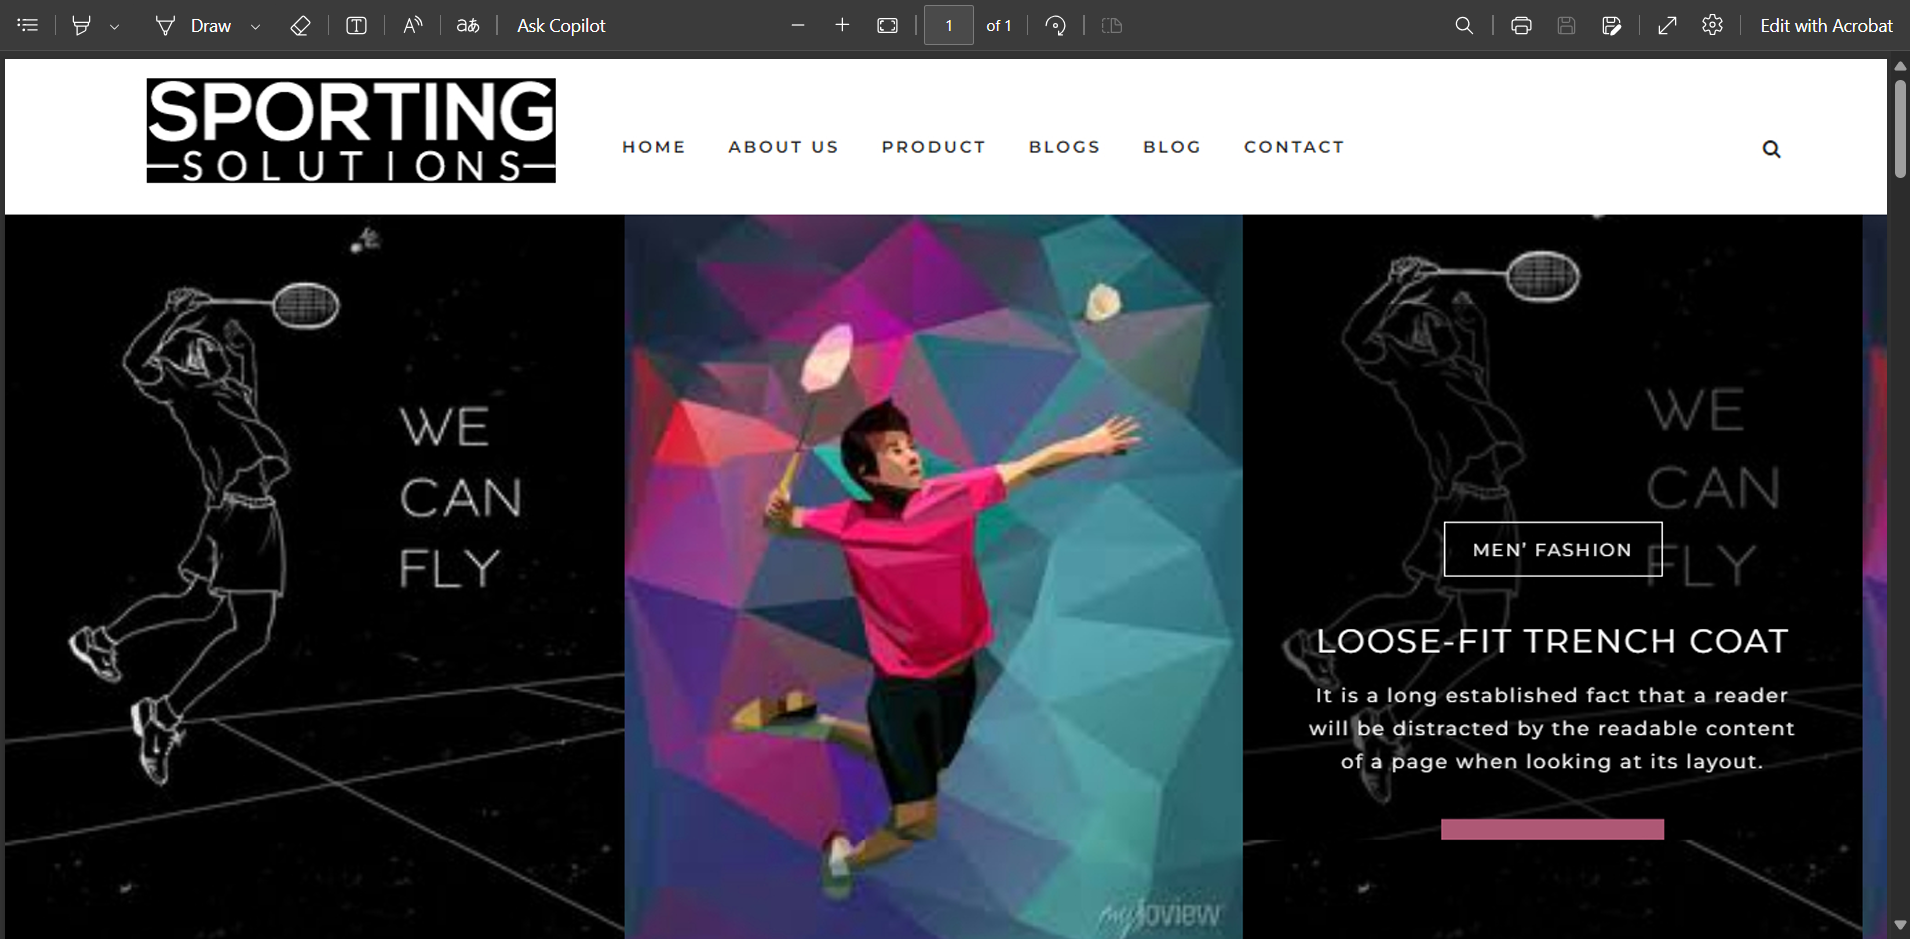 Draw
Ask Copilot
1 of 1
Edit with Acrobat
SPORTING
SOLUTIONS
HOME ABOUT US PRODUCT BLOGS BLOG CONTACT
WE
CAN
FLY
myloview
WE
CAN
FLY
MEN’ FASHION
LOOSE-FIT TRENCH COAT
It is a long established fact that a reader
will be distracted by the readable content
of a page when looking at its layout.